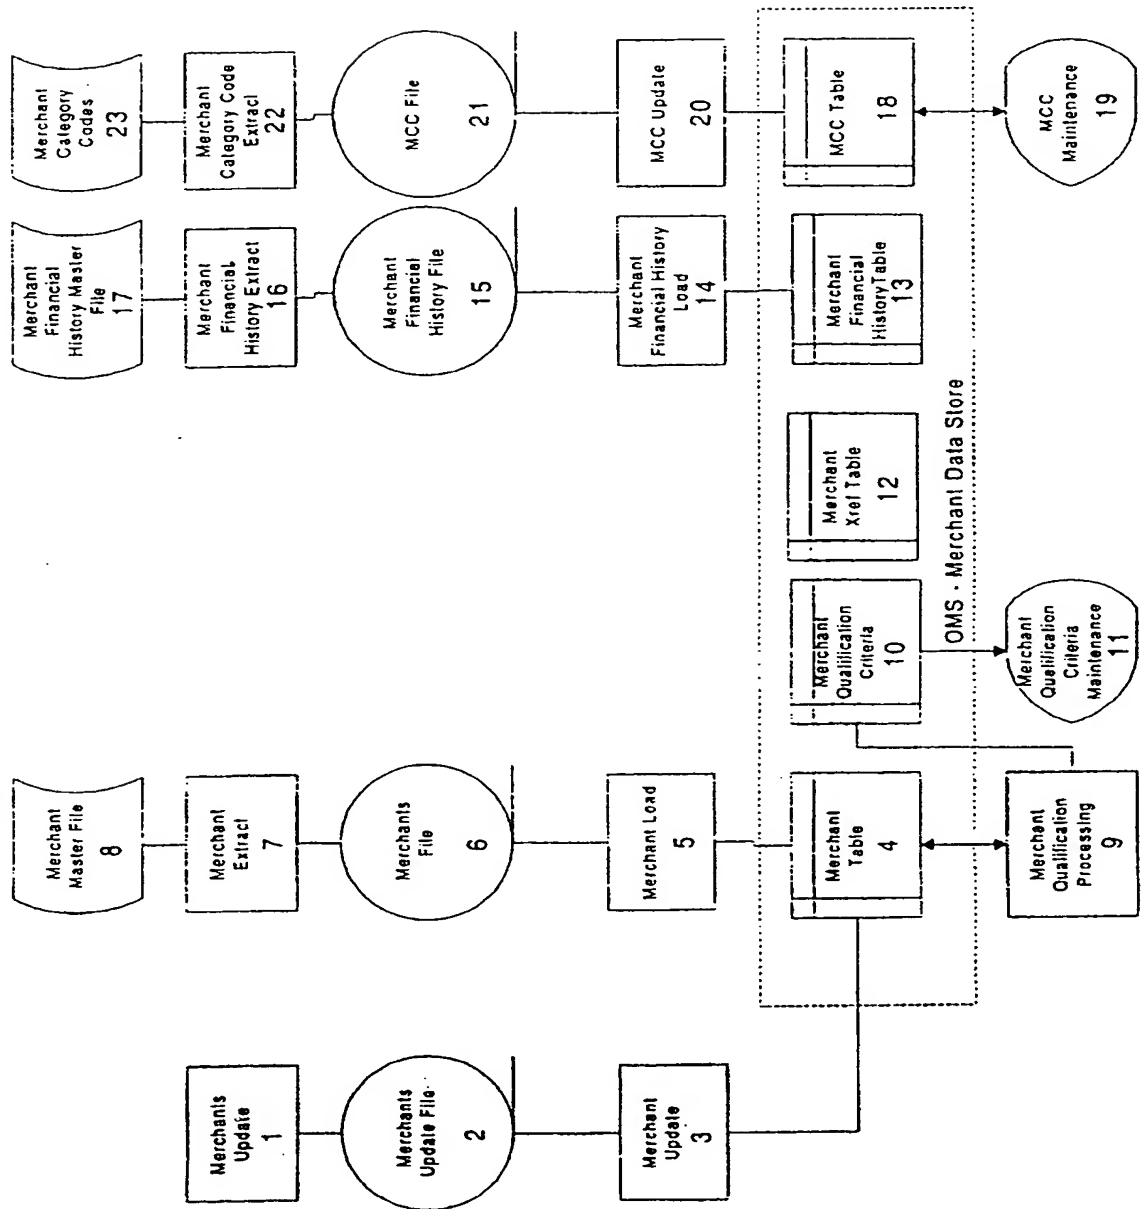 Merchants
Update
1
Merchants
Update File
2
Merchant
Update
3
Merchant
Master File
8
Merchant
Extract
7
Merchants
File
6
Merchant Load
5
Merchant
Table
4
Merchant
Qualification
Processing
9
Merchant
Qualification
Criteria
10
Merchant
Qualification
Criteria
Maintenance
11
Merchant
Xref Table
12
OMS - Merchant Data Store
Merchant
Financial
History Master
File
17
Merchant
Financial
History Extract
16
Merchant
Financial
History File
15
Merchant
Financial History
Load
14
Merchant
Financial
HistoryTable
13
Merchant
Category
Codes
23
Merchant
Category Code
Extract
22
MCC File
21
MCC Update
20
MCC Table
18
MCC
Maintenance
19